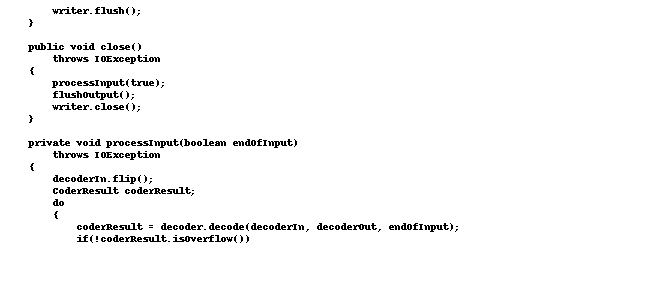 writer.flush();
}
public void close()
throws IOException
{
processInput(true);
flushOutput();
writer.close();
}
private void processInput(boolean endOfInput)
throws IOException
{
decoderIn.flip();
CoderResult coderResult;
do
{
coderResult = decoder.decode(decoderIn, decoderOut, endOfInput);
if(!coderResult.isOverflow())